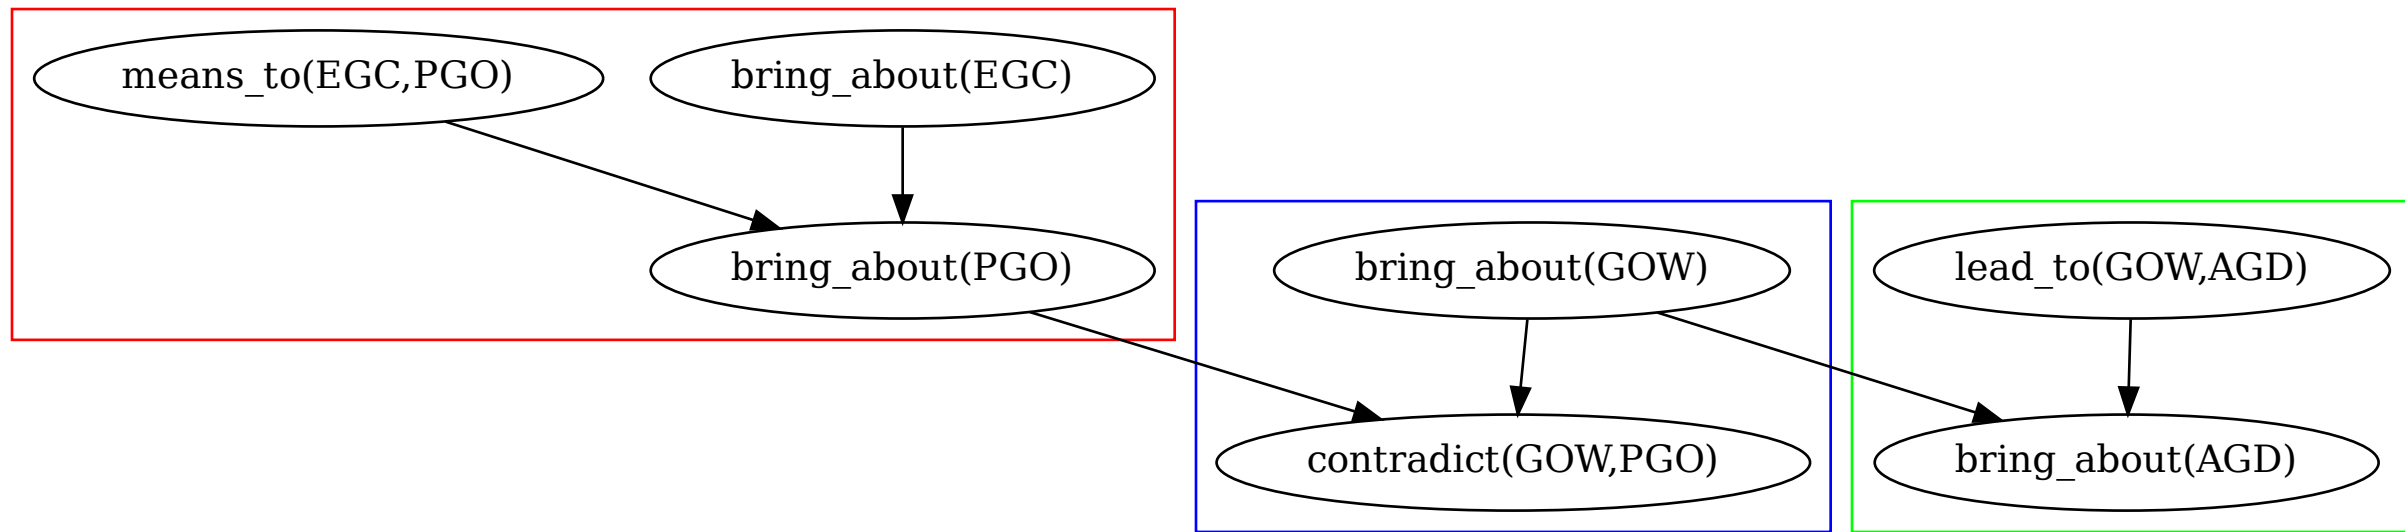 means_to(EGC,PGO)
bring_about(EGC)
bring_about(PGO)
bring_about(GOW)
lead_to(GOW,AGD)
contradict(GOW,PGO)
bring_about(AGD)